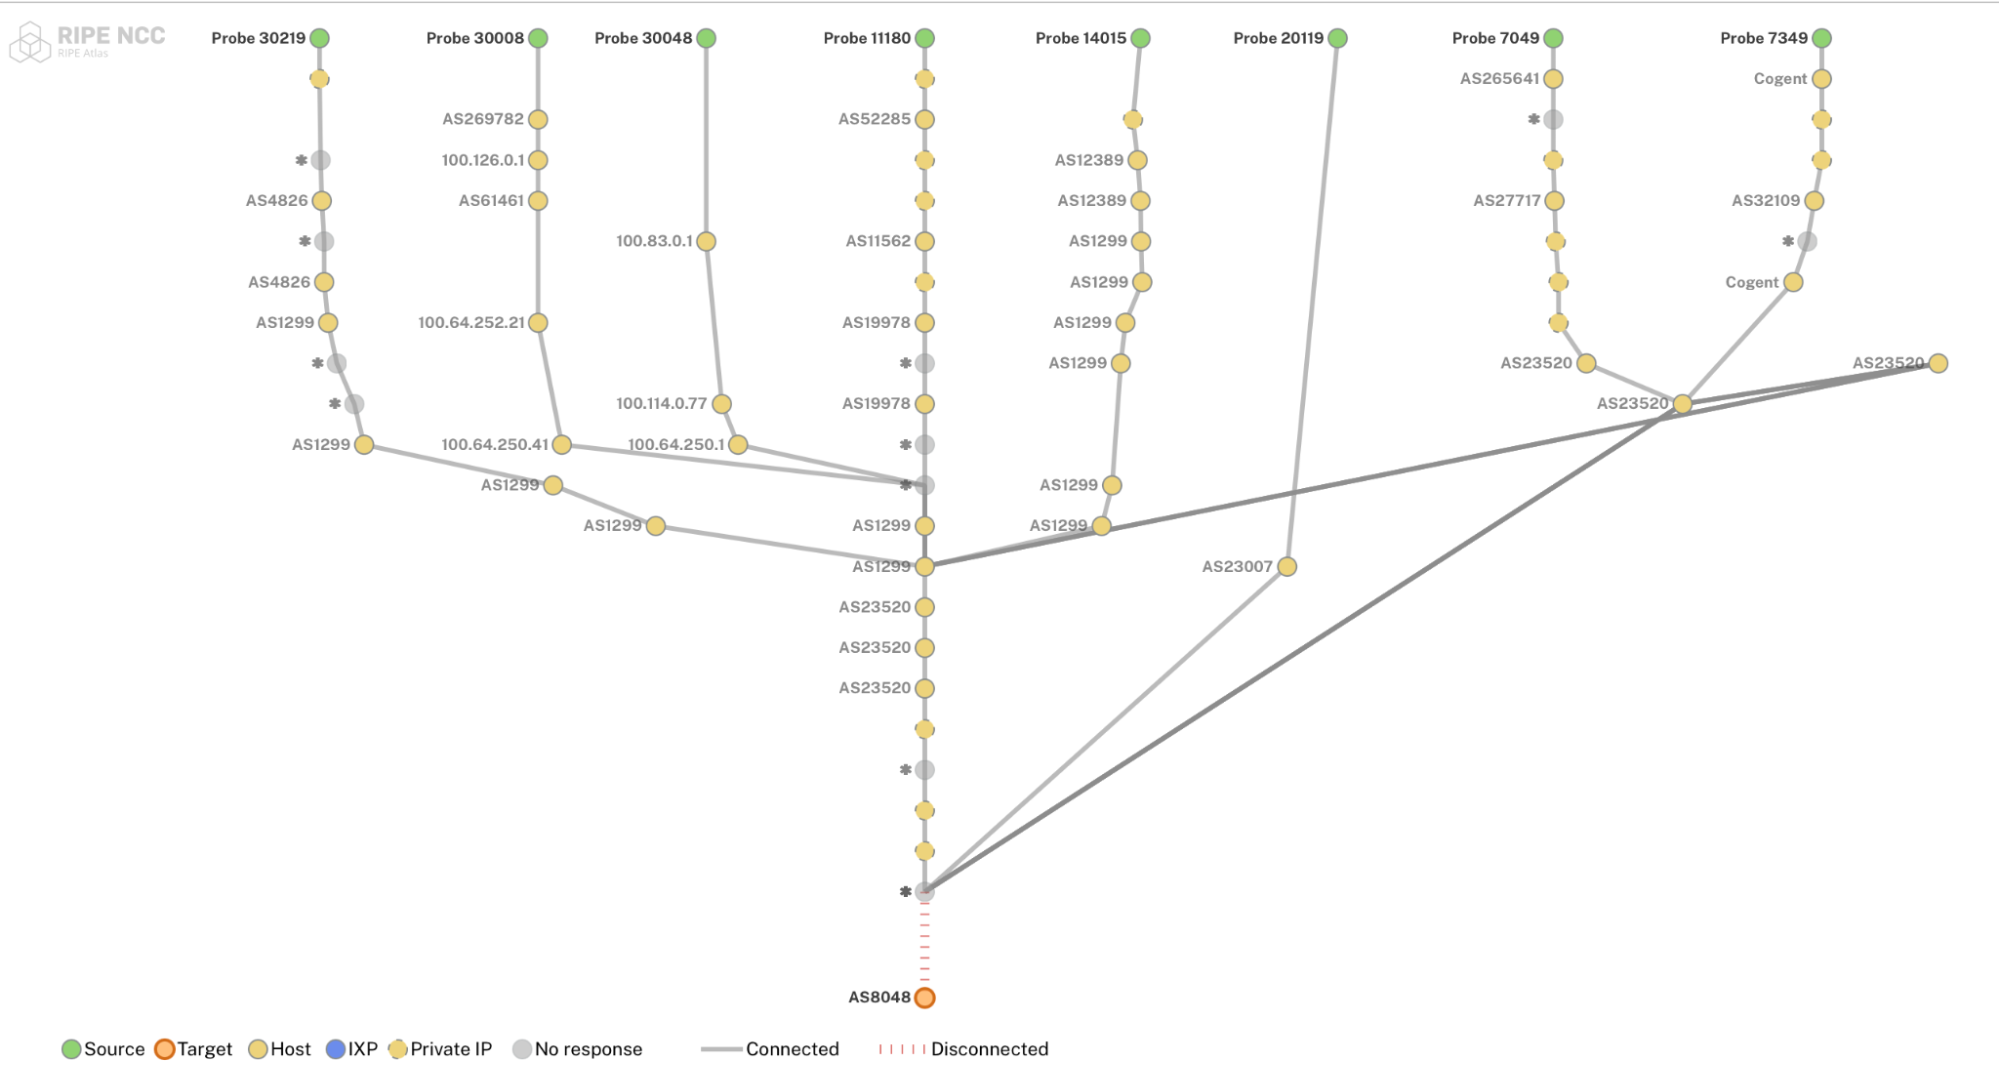 RIPE NCC
RIPE Atlas
Probe 30219 Probe 30008 Probe 30048 Probe 11180 Probe 14015 Probe 20119 Probe 7049 Probe 7349
AS265641 Cogent
AS269782 AS52285 *
* 100.126.0.1 AS12389
AS4826 AS61461 AS12389 AS27717 AS32109
* 100.83.0.1 AS11562 AS1299 *
AS4826 AS1299 Cogent
AS1299 100.64.252.21 AS19978 AS1299
* * AS1299 AS23520 AS23520
* 100.114.0.77 AS19978 AS23520
AS1299 100.64.250.41 100.64.250.1 *
AS1299 * AS1299
AS1299 AS1299 AS1299
AS1299 AS23007
AS23520
AS23520
AS23520
*
*
AS8048
Source Target Host IXP Private IP No response Connected Disconnected